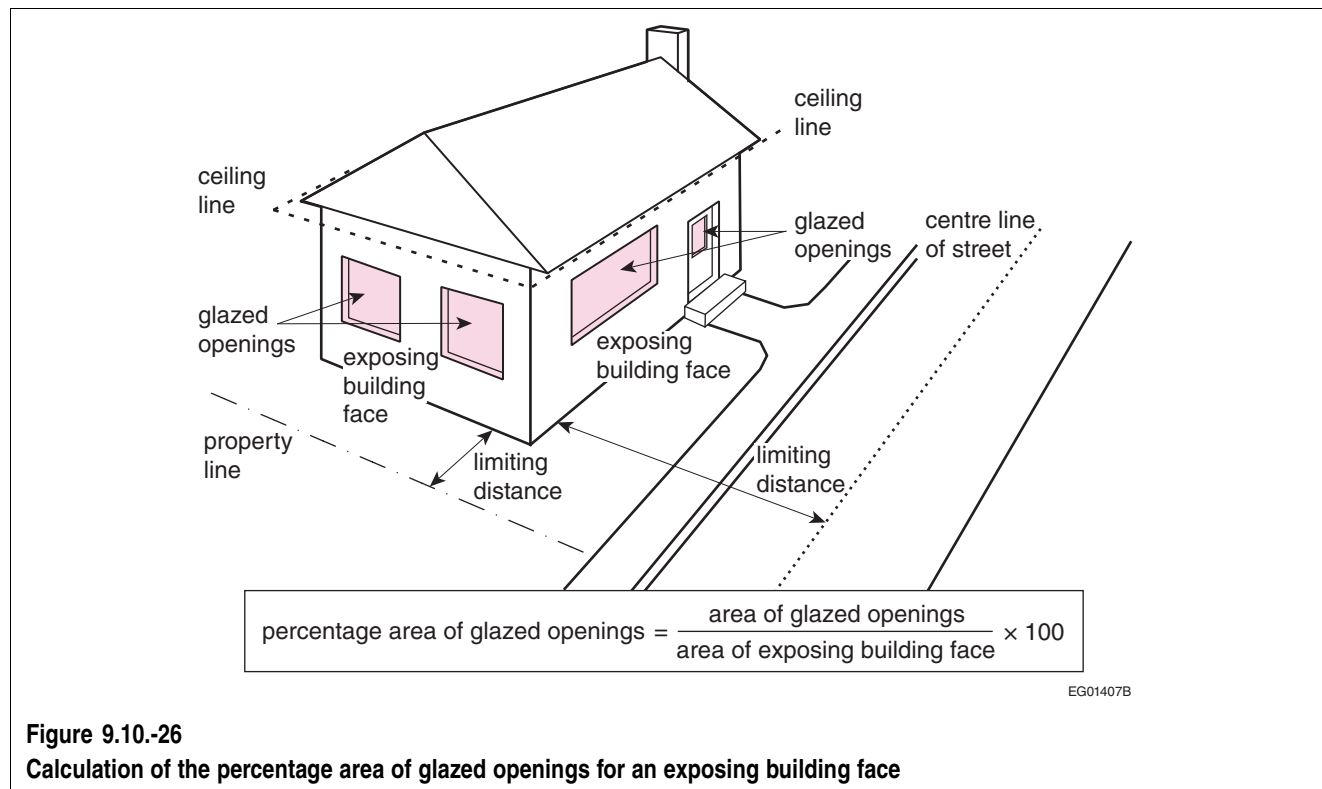 ceiling
line
ceiling
line
glazed
openings
centre line
of street
glazed
openings
exposing
building
face
exposing
building face
property
line
limiting
distance
limiting
distance
percentage area of glazed openings = area of glazed openings / area of exposing building face × 100
EG01407B
Figure 9.10.-26
Calculation of the percentage area of glazed openings for an exposing building face